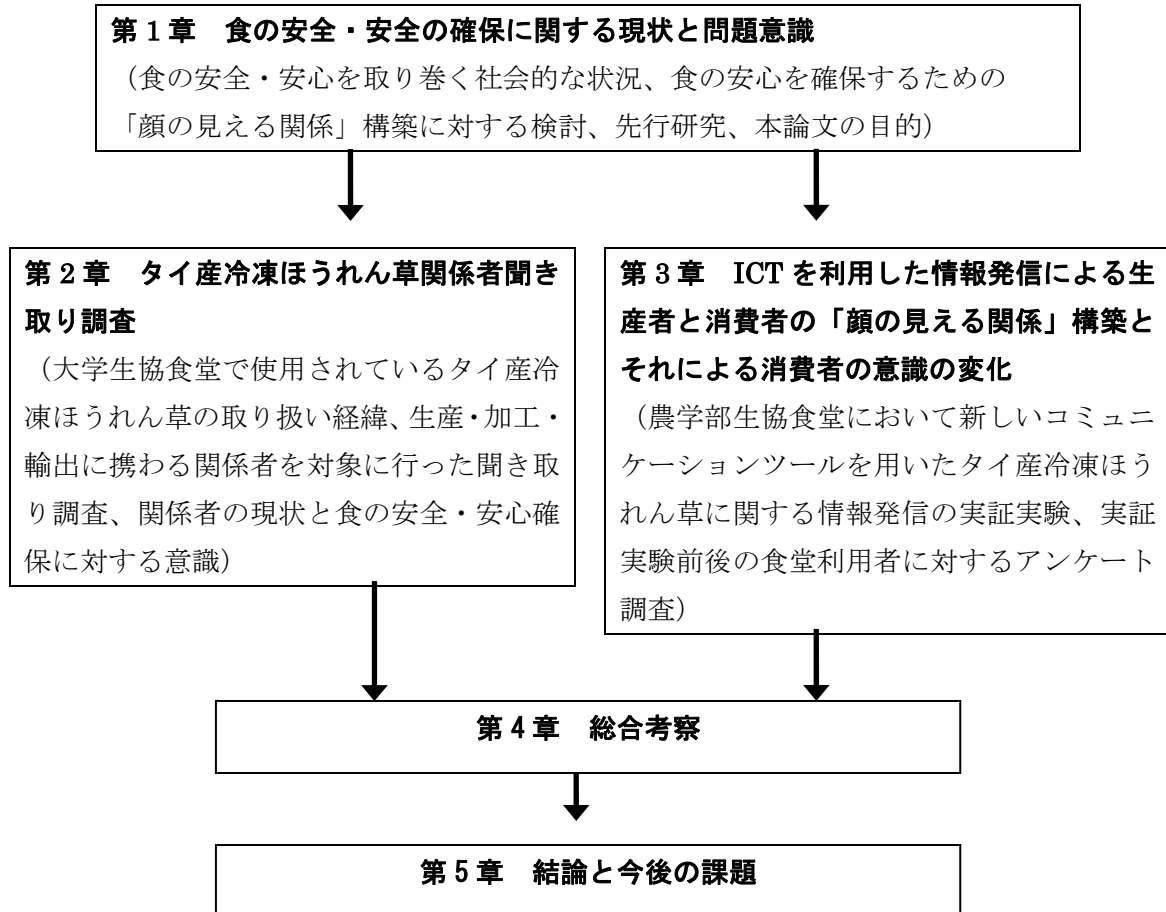 第1章　食の安全・安全の確保に関する現状と問題意識
（食の安全・安心を取り巻く社会的な状況、食の安心を確保するための
「顔の見える関係」構築に対する検討、先行研究、本論文の目的）
第2章　タイ産冷凍ほうれん草関係者聞き
取り調査
（大学生協食堂で使用されているタイ産冷
凍ほうれん草の取り扱い経緯、生産・加工・
輸出に携わる関係者を対象に行った聞き取
り調査、関係者の現状と食の安全・安心確
保に対する意識）
第3章　ICTを利用した情報発信による生
産者と消費者の「顔の見える関係」構築と
それによる消費者の意識の変化
（農学部生協食堂において新しいコミュニ
ケーションツールを用いたタイ産冷凍ほう
れん草に関する情報発信の実証実験、実証
実験前後の食堂利用者に対するアンケート
調査）
第4章　総合考察
第5章　結論と今後の課題